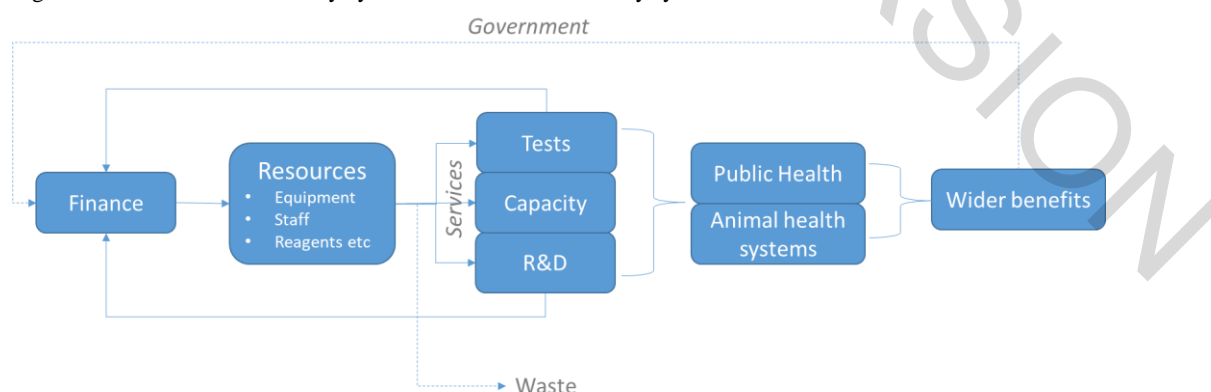 Government
Finance
Resources
• Equipment
• Staff
• Reagents etc
Services
Tests
Capacity
R&D
Public Health
Animal health
systems
Wider benefits
Waste